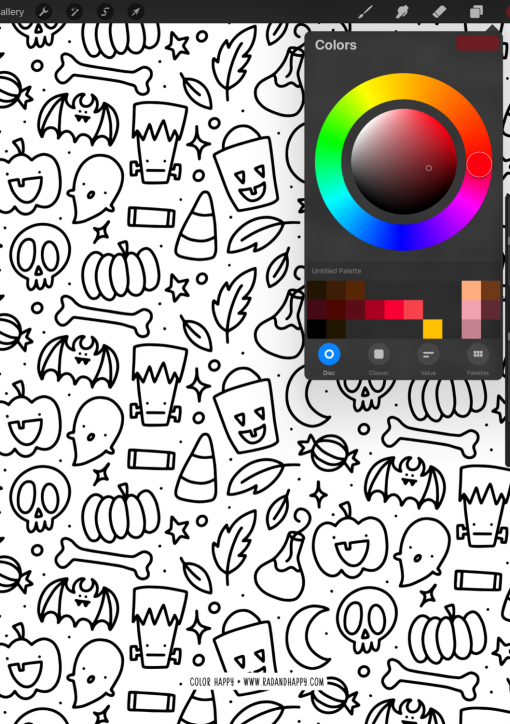 allery
Colors
Untitled Palette
Disc Classic Value Palettes
COLOR HAPPY • WWW.RADANDHAPPY.COM